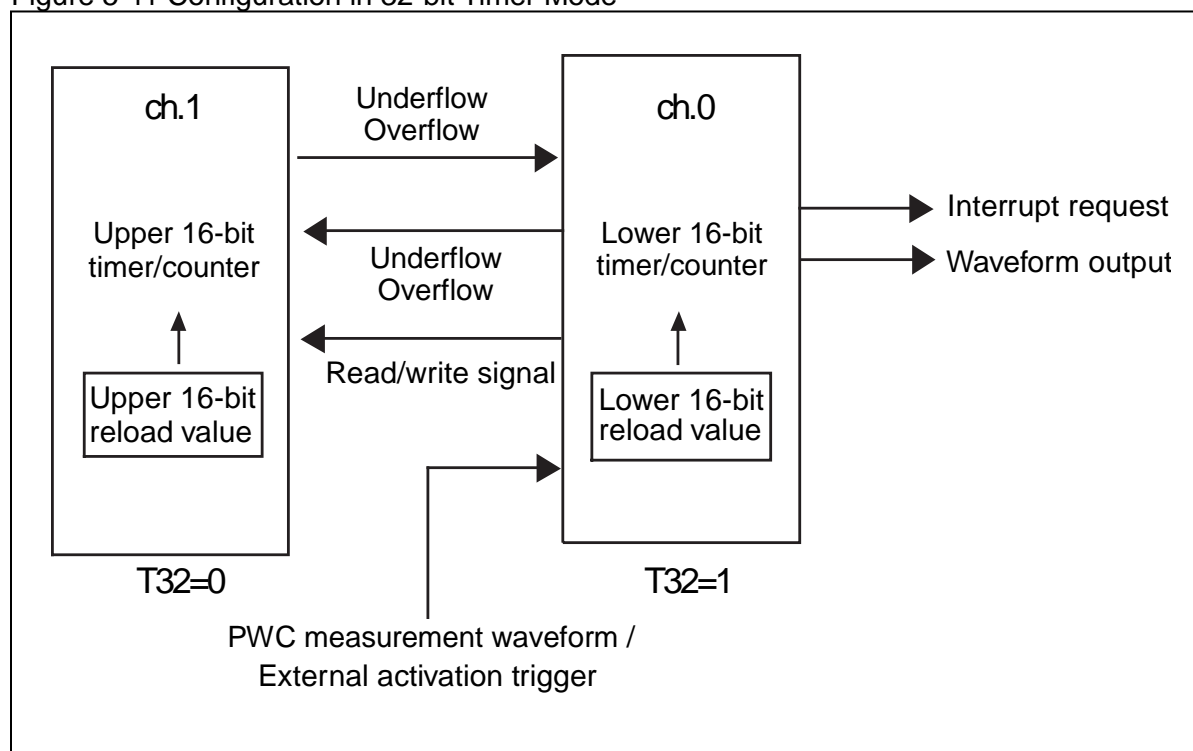 Figure 3-11 Configuration in 32-bit Timer Mode
ch.1
Underflow
Overflow
ch.0
Upper 16-bit
timer/counter
Underflow
Overflow
Lower 16-bit
timer/counter
Interrupt request
Waveform output
Read/write signal
Upper 16-bit
reload value
Lower 16-bit
reload value
T32=0
T32=1
PWC measurement waveform /
External activation trigger